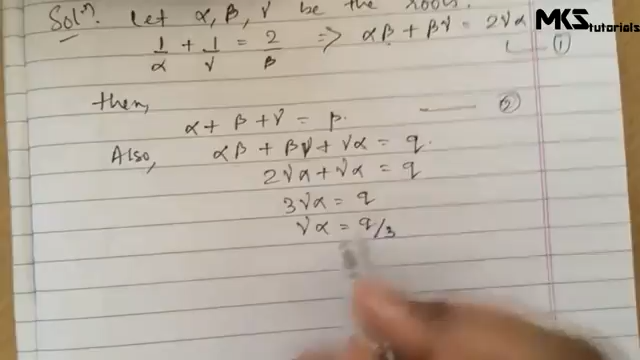 MKS tutorials
Solⁿ. Let α, β, γ be the roots.
1/α + 1/γ = 2/β ⇒ αβ + βγ = 2γα — ①
then,
α + β + γ = p. — ②
Also, αβ + βγ + γα = q.
2γα + γα = q
3γα = q
γα = q/3